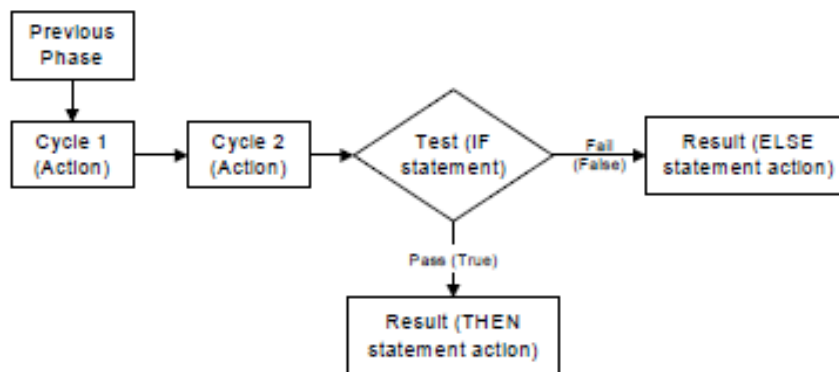 Previous
Phase
Cycle 1
(Action)
Cycle 2
(Action)
Test (IF
statement)
Fail
(False)
Result (ELSE
statement action)
Pass (True)
Result (THEN
statement action)